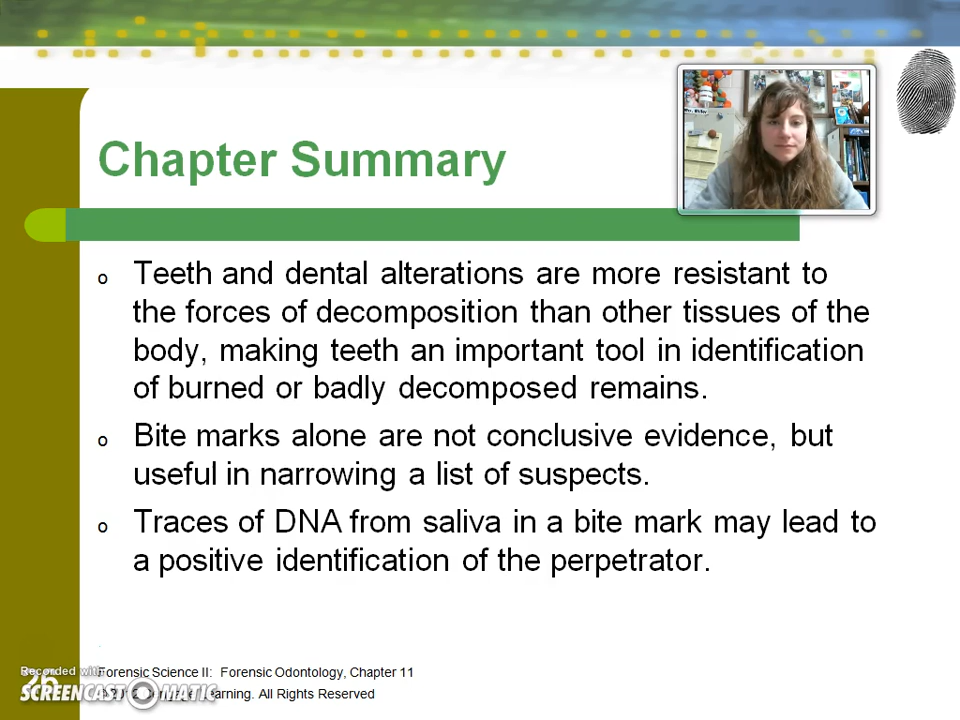 Chapter Summary
o Teeth and dental alterations are more resistant to
the forces of decomposition than other tissues of the
body, making teeth an important tool in identification
of burned or badly decomposed remains.
o Bite marks alone are not conclusive evidence, but
useful in narrowing a list of suspects.
o Traces of DNA from saliva in a bite mark may lead to
a positive identification of the perpetrator.
Recorded with
Forensic Science II: Forensic Odontology, Chapter 11
26
SCREENCAST-O-MATIC
Learning. All Rights Reserved